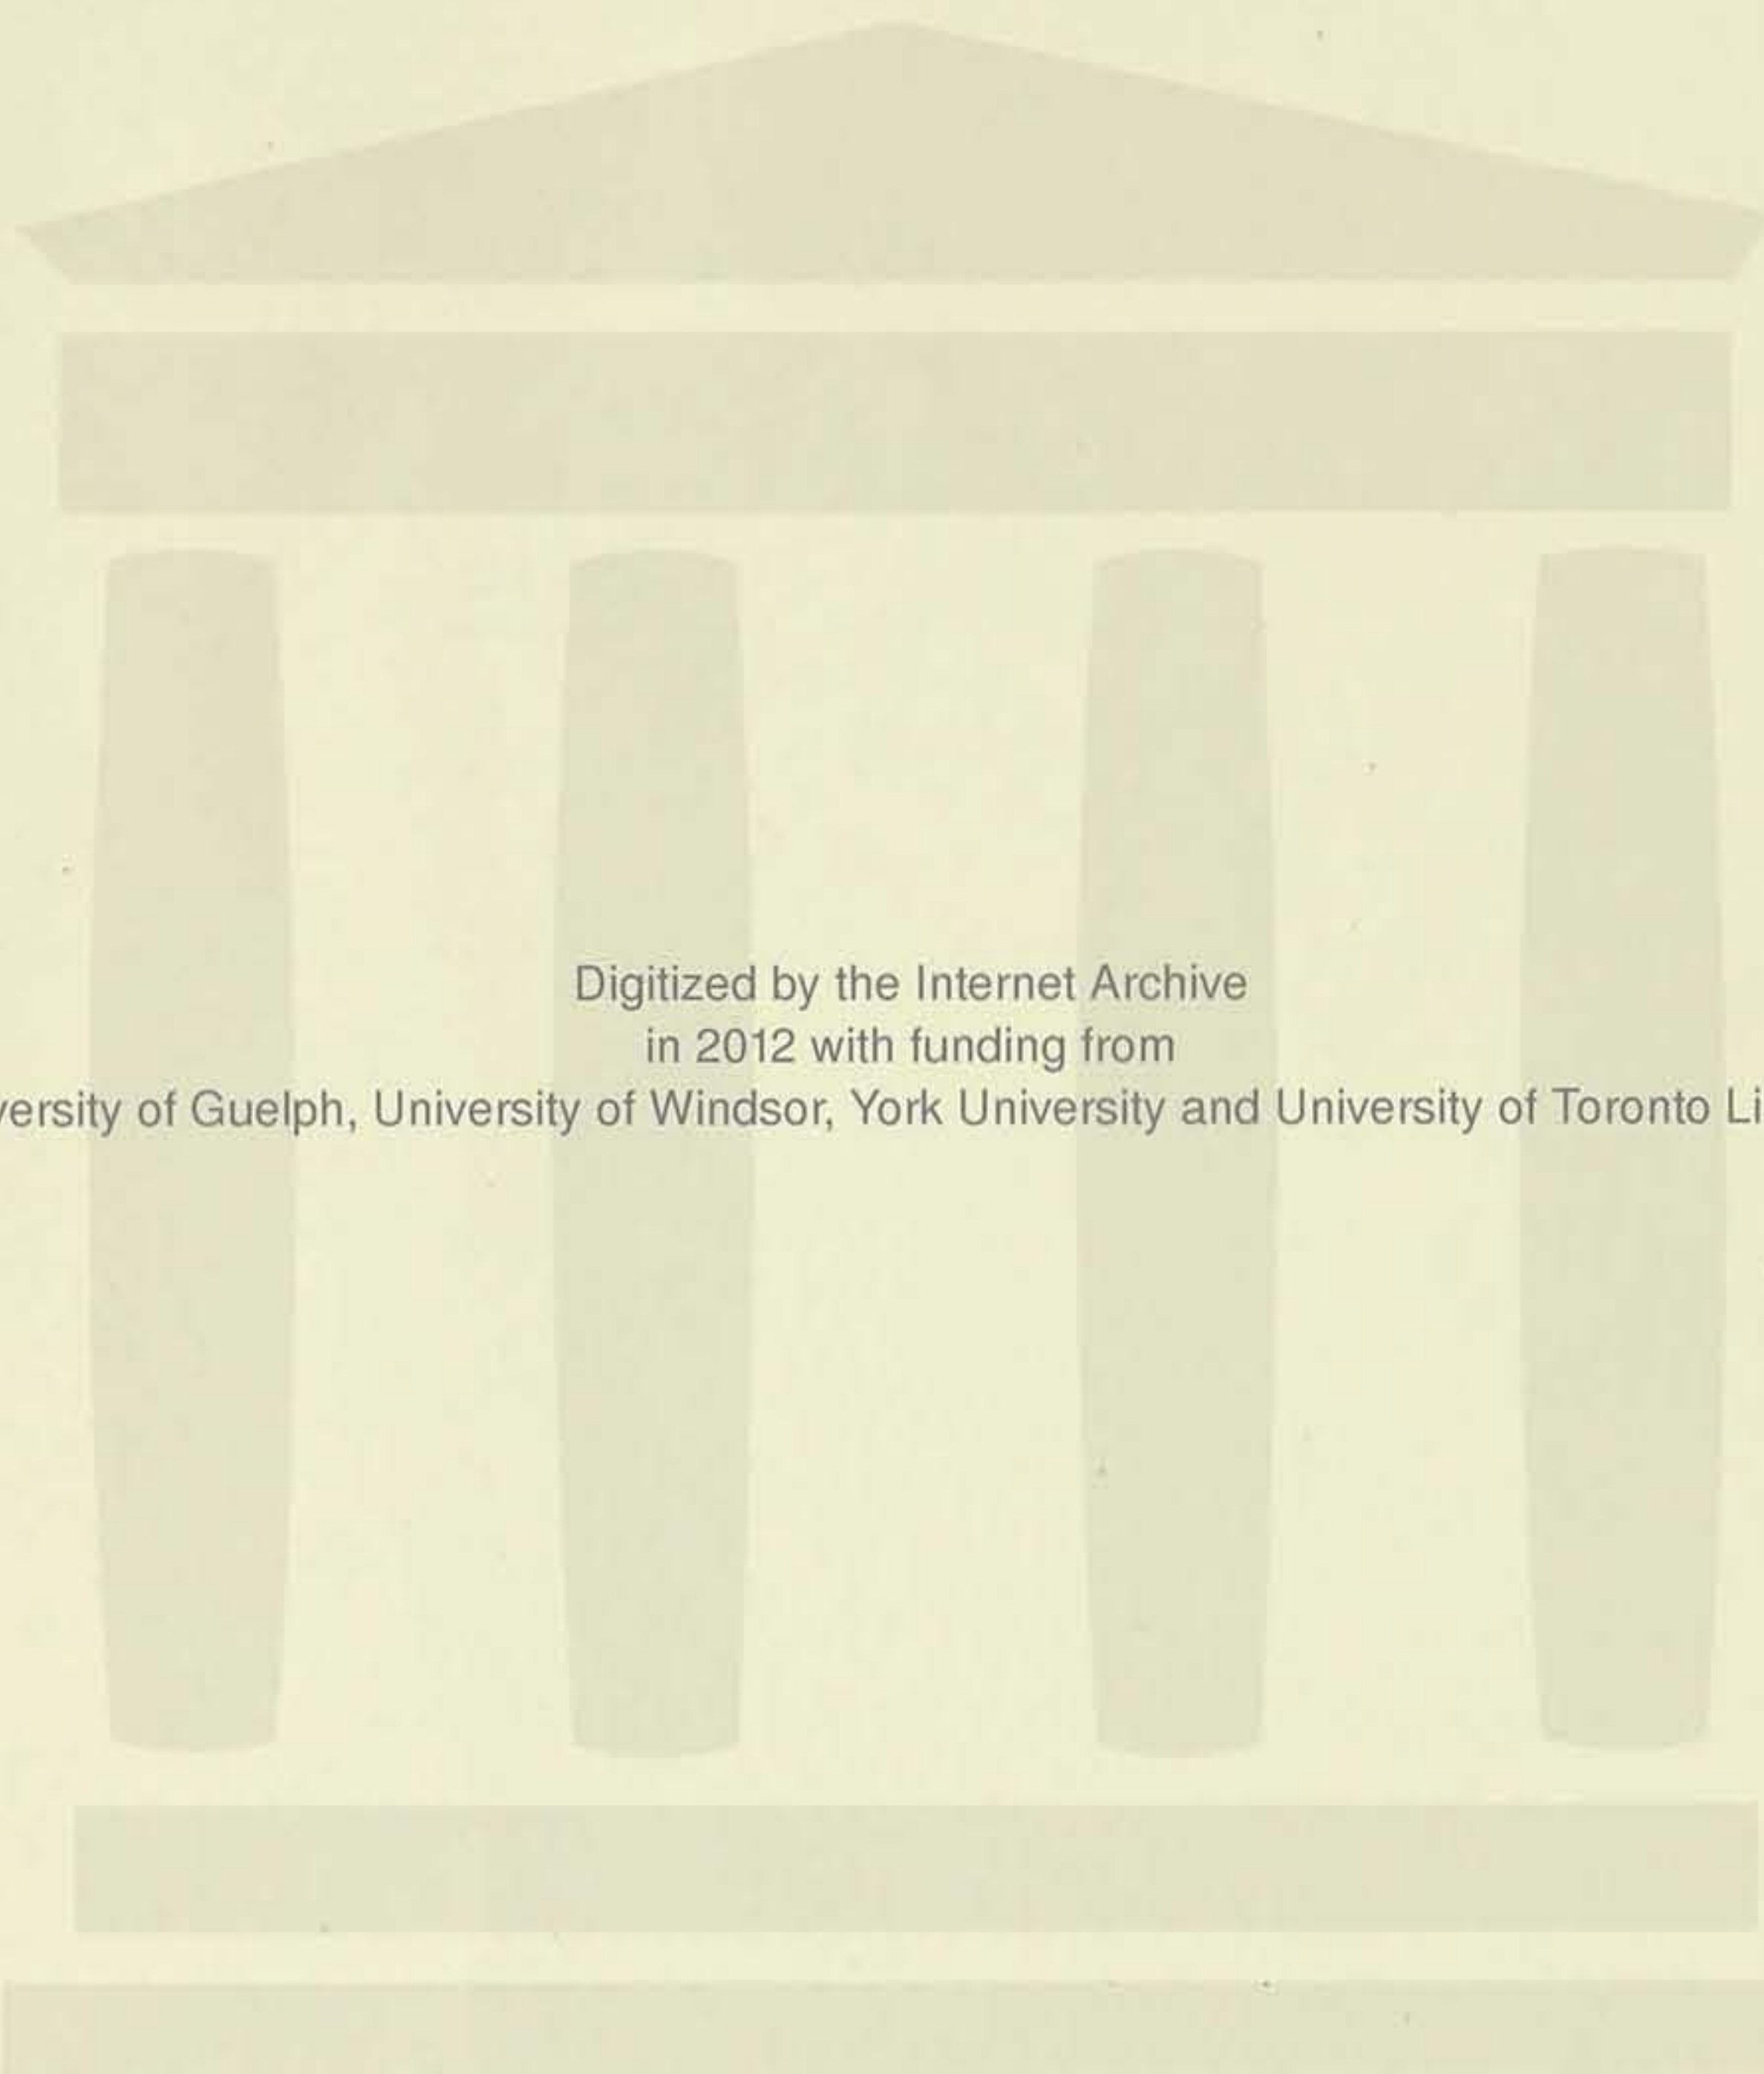 Digitized by the Internet Archive
in 2012 with funding from
versity of Guelph, University of Windsor, York University and University of Toronto Li